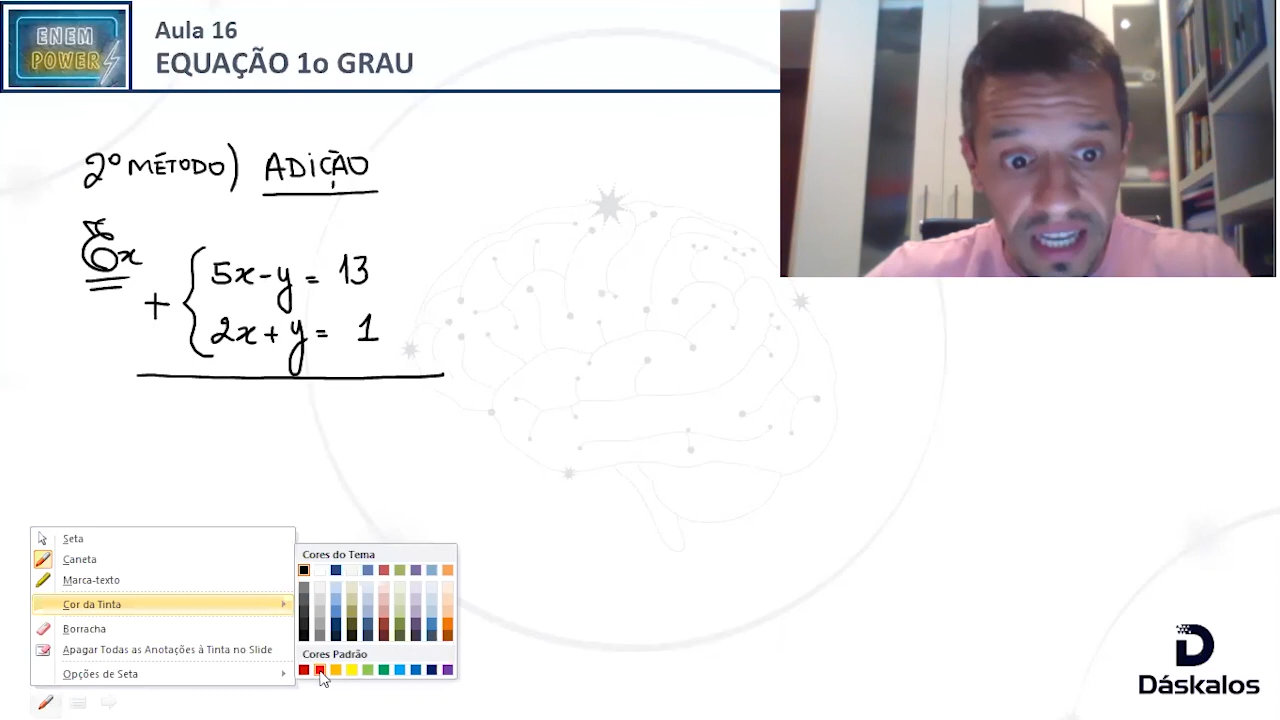 ENEM
POWER
Aula 16
EQUAÇÃO 1o GRAU
2º MÉTODO) ADIÇÃO
Ex
+ { 5x - y = 13
2x + y = 1
Seta
Caneta
Marca-texto
Cor da Tinta
Borracha
Apagar Todas as Anotações à Tinta no Slide
Opções de Seta
Cores do Tema
Cores Padrão
Dáskalos